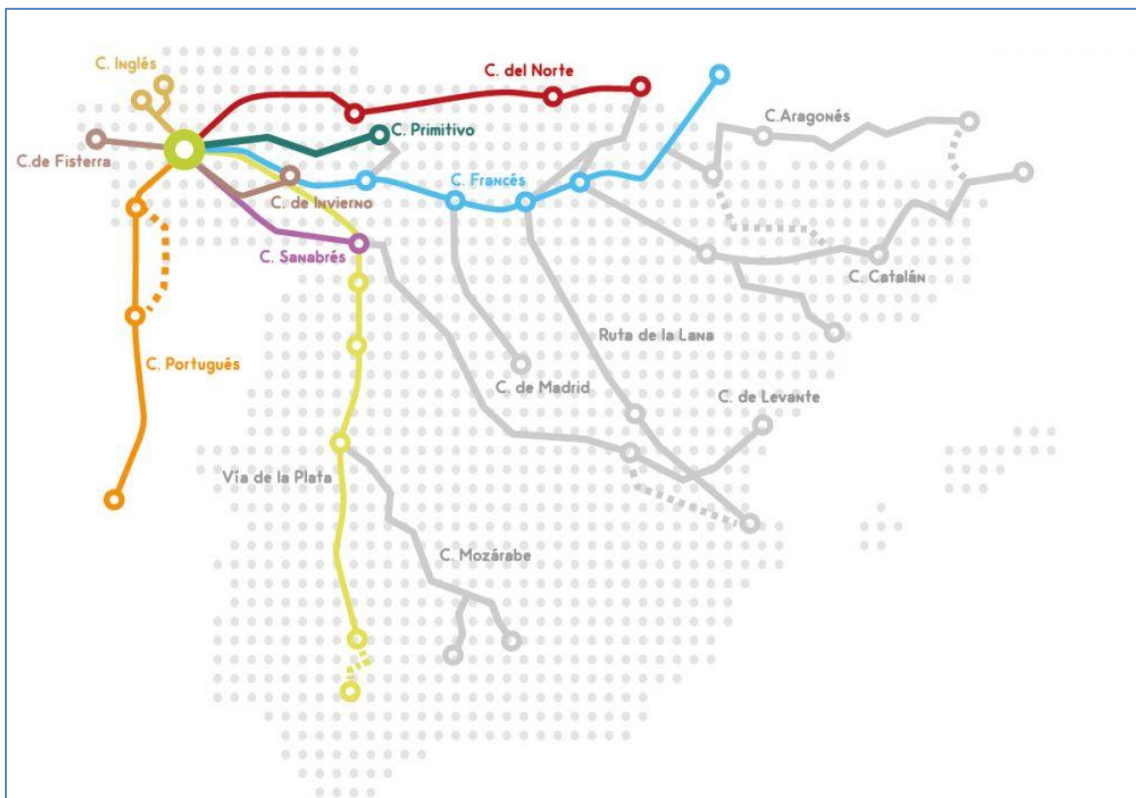 C. Inglés
C. del Norte
C.Aragonés
C. Primitivo
C.de Fisterra
C. Francés
C. de Invierno
C. Sanabrés
C. Catalán
Ruta de la Lana
C. Portugués
C. de Madrid
C. de Levante
Vía de la Plata
C. Mozárabe